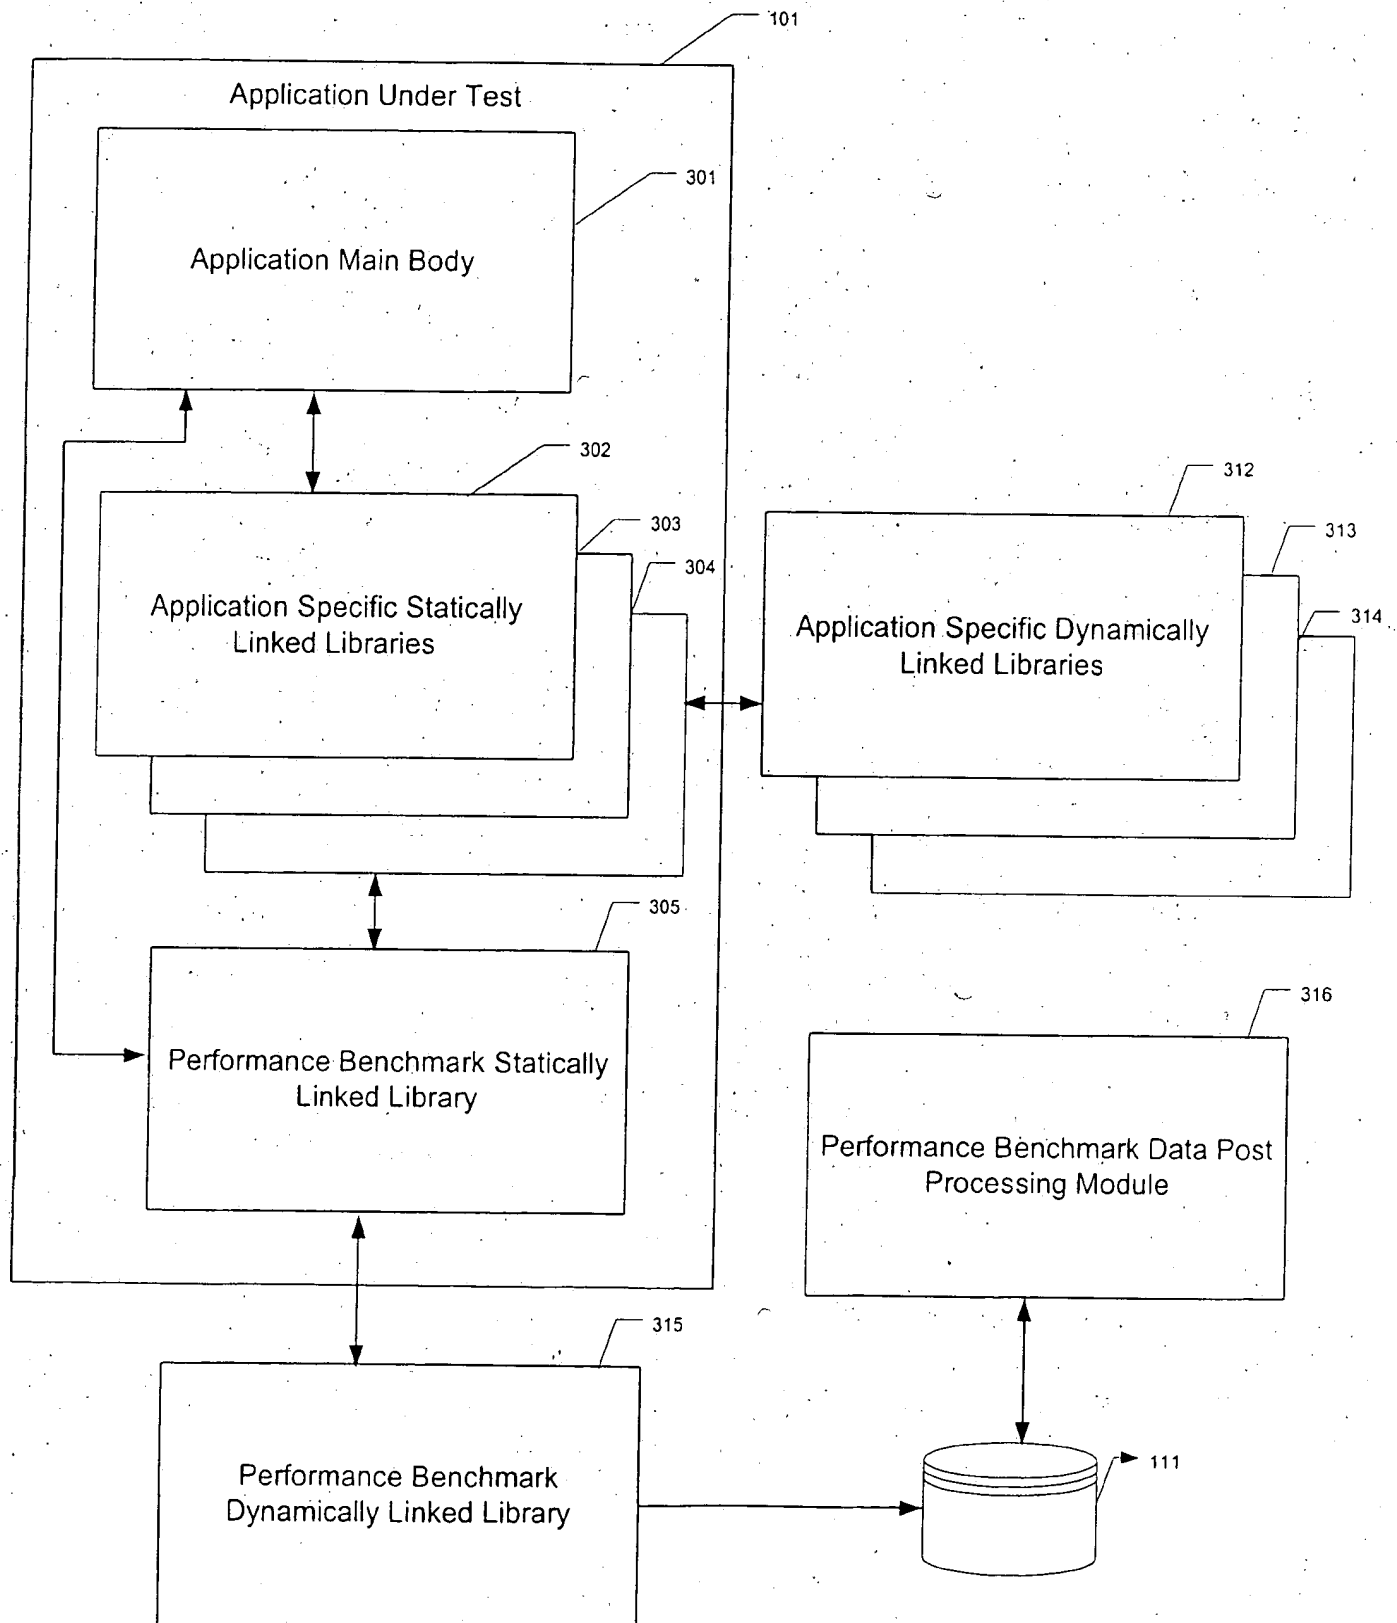 101
Application Under Test
301
Application Main Body
302
303
304
Application Specific Statically
Linked Libraries
312
313
314
Application Specific Dynamically
Linked Libraries
305
Performance Benchmark Statically
Linked Library
316
Performance Benchmark Data Post
Processing Module
315
Performance Benchmark
Dynamically Linked Library
111